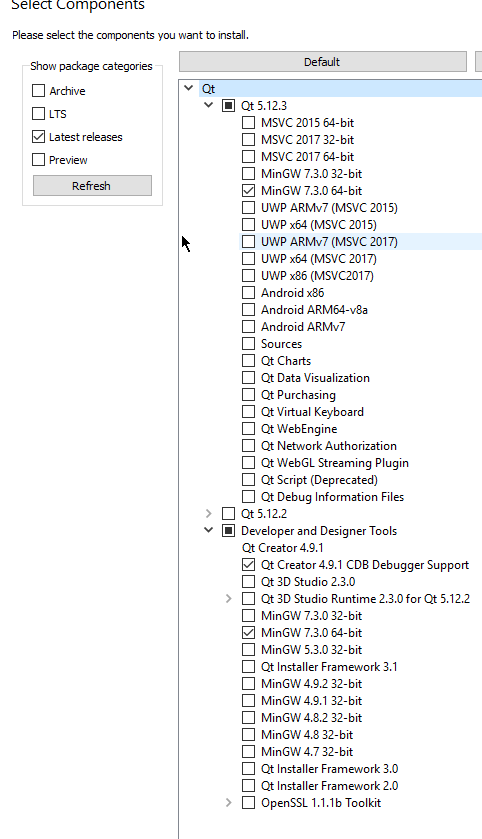 Select Components
Please select the components you want to install.
Show package categories
Archive
LTS
Latest releases
Preview
Refresh
Default
Qt
Qt 5.12.3
MSVC 2015 64-bit
MSVC 2017 32-bit
MSVC 2017 64-bit
MinGW 7.3.0 32-bit
MinGW 7.3.0 64-bit
UWP ARMv7 (MSVC 2015)
UWP x64 (MSVC 2015)
UWP ARMv7 (MSVC 2017)
UWP x64 (MSVC 2017)
UWP x86 (MSVC2017)
Android x86
Android ARM64-v8a
Android ARMv7
Sources
Qt Charts
Qt Data Visualization
Qt Purchasing
Qt Virtual Keyboard
Qt WebEngine
Qt Network Authorization
Qt WebGL Streaming Plugin
Qt Script (Deprecated)
Qt Debug Information Files
Qt 5.12.2
Developer and Designer Tools
Qt Creator 4.9.1
Qt Creator 4.9.1 CDB Debugger Support
Qt 3D Studio 2.3.0
Qt 3D Studio Runtime 2.3.0 for Qt 5.12.2
MinGW 7.3.0 32-bit
MinGW 7.3.0 64-bit
MinGW 5.3.0 32-bit
Qt Installer Framework 3.1
MinGW 4.9.2 32-bit
MinGW 4.9.1 32-bit
MinGW 4.8.2 32-bit
MinGW 4.8 32-bit
MinGW 4.7 32-bit
Qt Installer Framework 3.0
Qt Installer Framework 2.0
OpenSSL 1.1.1b Toolkit